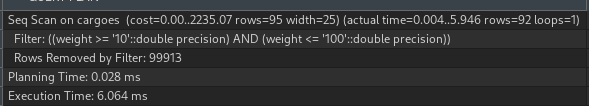 Seq Scan on cargoes (cost=0.00..2235.07 rows=95 width=25) (actual time=0.004..5.946 rows=92 loops=1)
Filter: ((weight >= '10'::double precision) AND (weight <= '100'::double precision))
Rows Removed by Filter: 99913
Planning Time: 0.028 ms
Execution Time: 6.064 ms